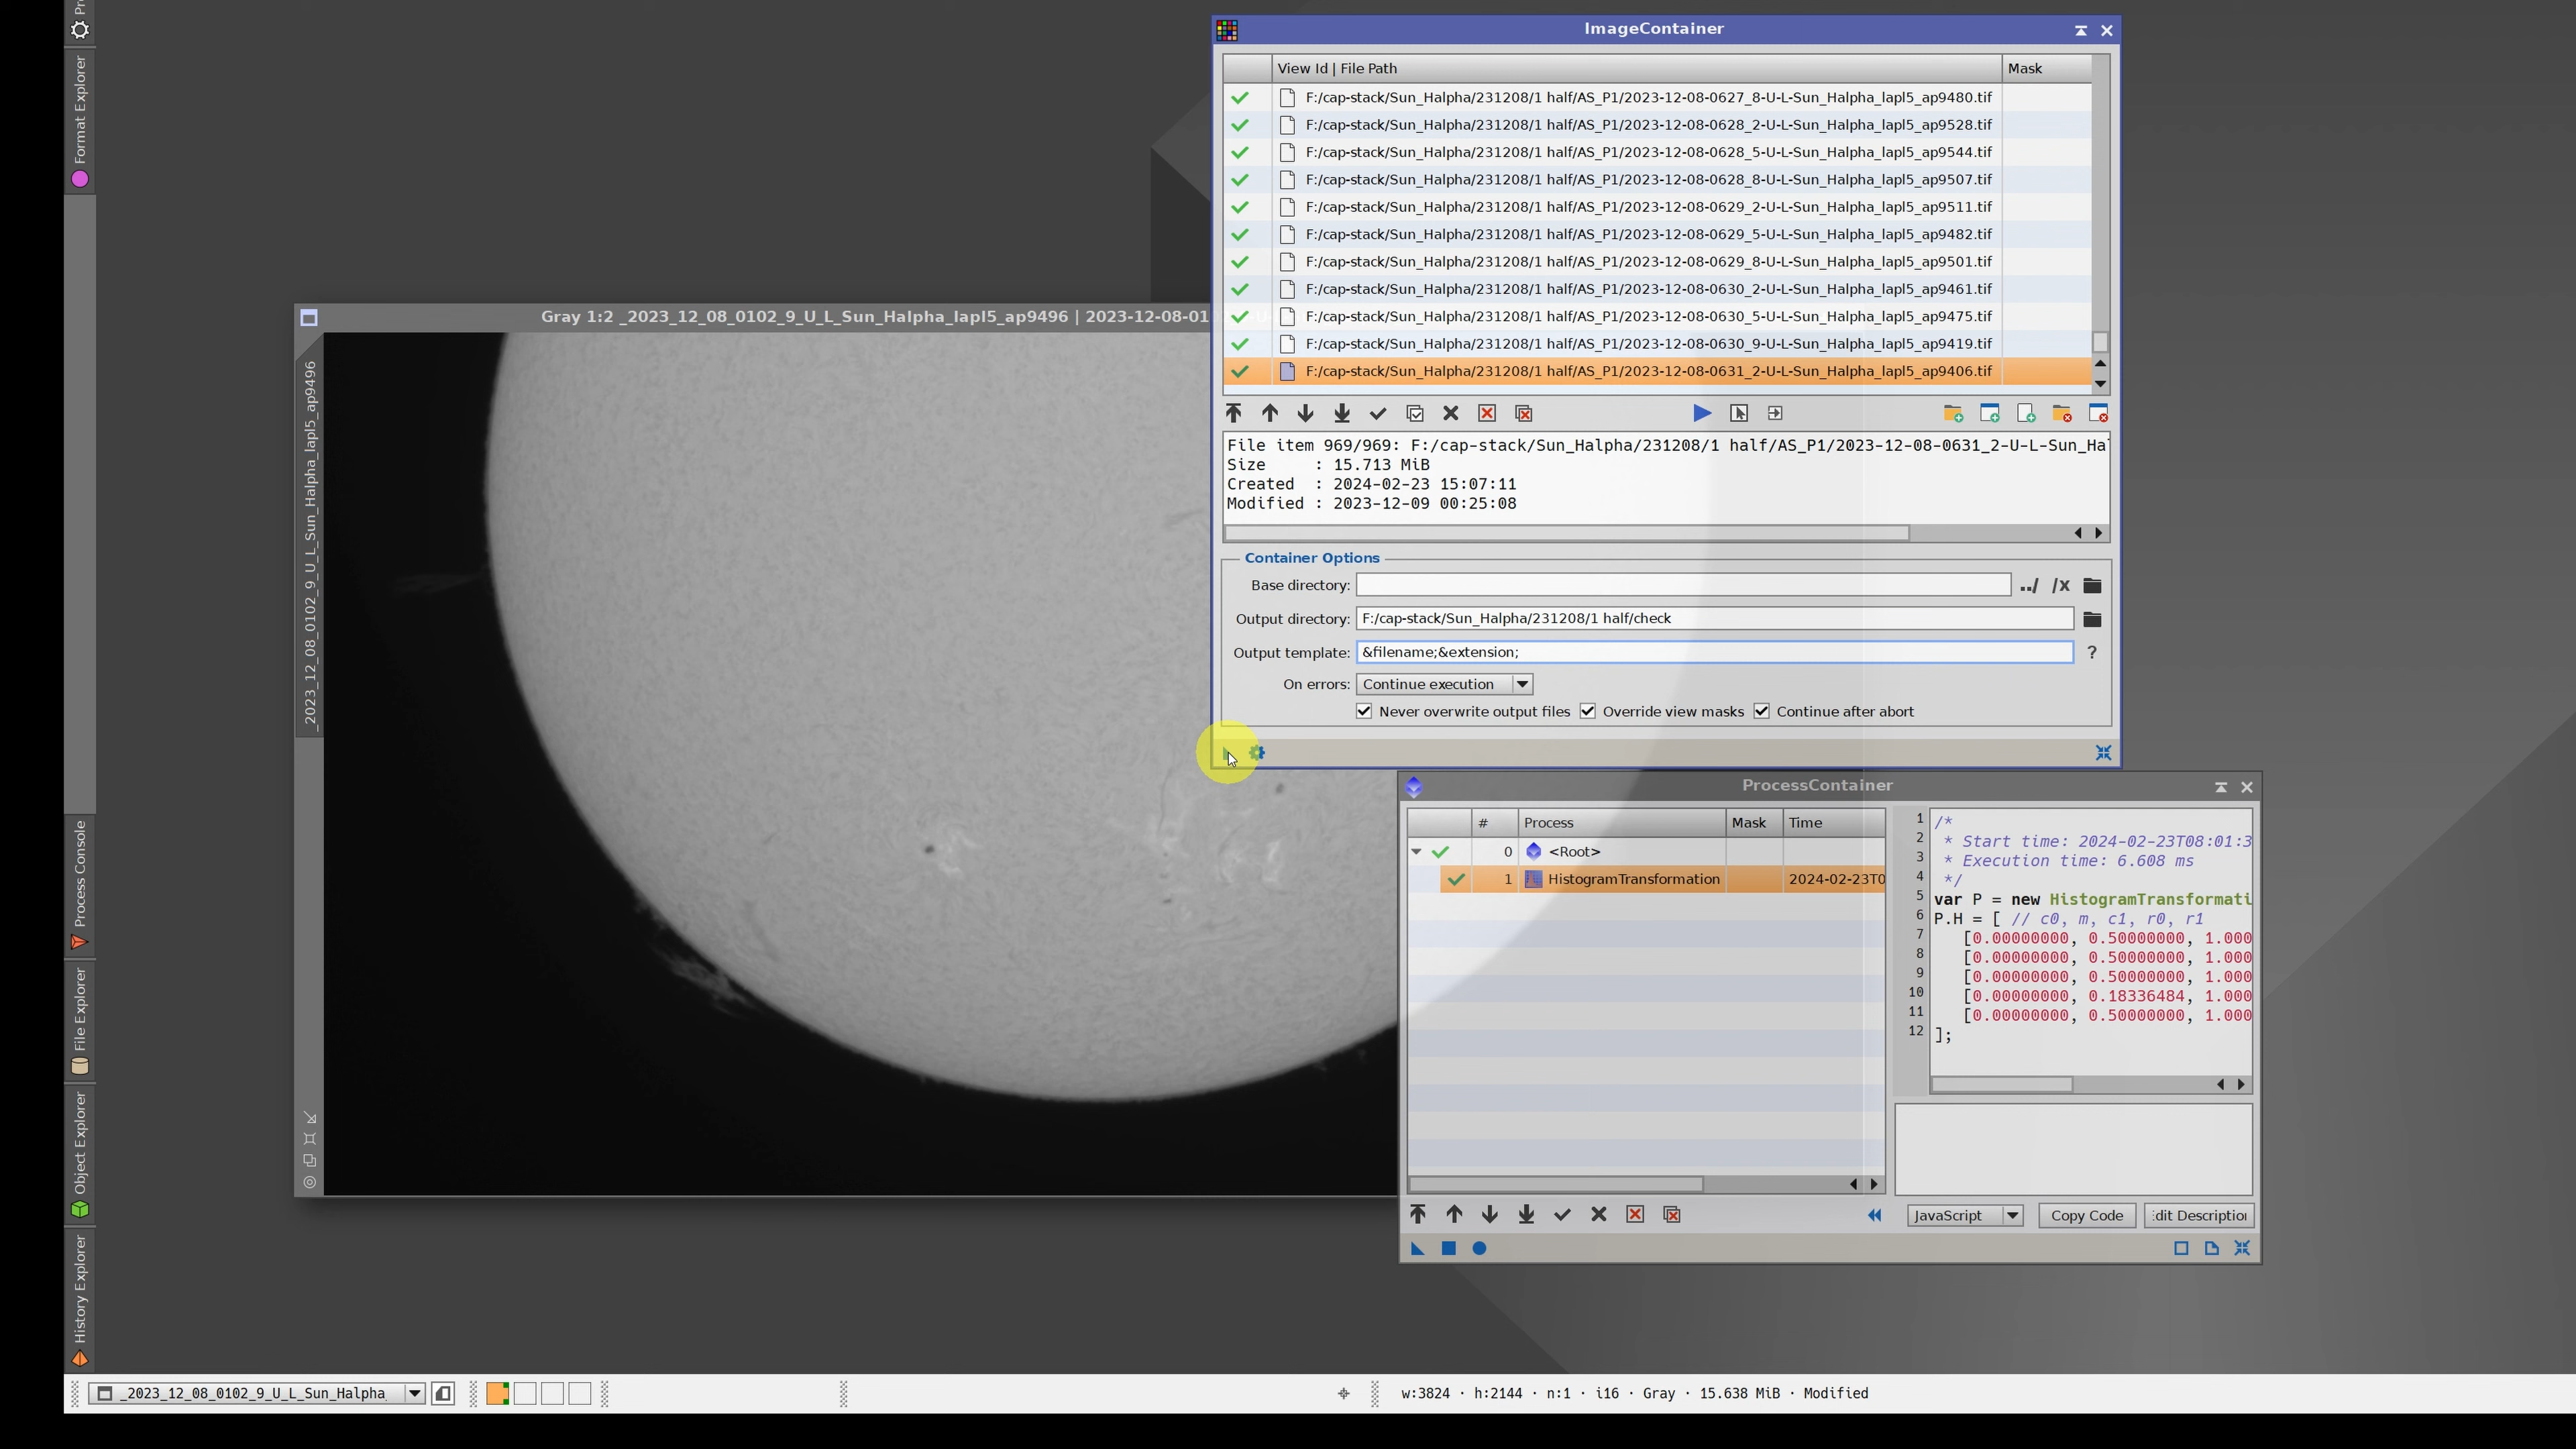 Format Explorer
Process Console
File Explorer
Object Explorer
History Explorer
Gray 1:2 _2023_12_08_0102_9_U_L_Sun_Halpha_lapl5_ap9496 | 2023-12-08-01
_2023_12_08_0102_9_U_L_Sun_Halpha_lapl5_ap9496
ImageContainer
View Id | File Path Mask
F:/cap-stack/Sun_Halpha/231208/1 half/AS_P1/2023-12-08-0627_8-U-L-Sun_Halpha_lapl5_ap9480.tif
F:/cap-stack/Sun_Halpha/231208/1 half/AS_P1/2023-12-08-0628_2-U-L-Sun_Halpha_lapl5_ap9528.tif
F:/cap-stack/Sun_Halpha/231208/1 half/AS_P1/2023-12-08-0628_5-U-L-Sun_Halpha_lapl5_ap9544.tif
F:/cap-stack/Sun_Halpha/231208/1 half/AS_P1/2023-12-08-0628_8-U-L-Sun_Halpha_lapl5_ap9507.tif
F:/cap-stack/Sun_Halpha/231208/1 half/AS_P1/2023-12-08-0629_2-U-L-Sun_Halpha_lapl5_ap9511.tif
F:/cap-stack/Sun_Halpha/231208/1 half/AS_P1/2023-12-08-0629_5-U-L-Sun_Halpha_lapl5_ap9482.tif
F:/cap-stack/Sun_Halpha/231208/1 half/AS_P1/2023-12-08-0629_8-U-L-Sun_Halpha_lapl5_ap9501.tif
F:/cap-stack/Sun_Halpha/231208/1 half/AS_P1/2023-12-08-0630_2-U-L-Sun_Halpha_lapl5_ap9461.tif
F:/cap-stack/Sun_Halpha/231208/1 half/AS_P1/2023-12-08-0630_5-U-L-Sun_Halpha_lapl5_ap9475.tif
F:/cap-stack/Sun_Halpha/231208/1 half/AS_P1/2023-12-08-0630_9-U-L-Sun_Halpha_lapl5_ap9419.tif
F:/cap-stack/Sun_Halpha/231208/1 half/AS_P1/2023-12-08-0631_2-U-L-Sun_Halpha_lapl5_ap9406.tif
File item 969/969: F:/cap-stack/Sun_Halpha/231208/1 half/AS_P1/2023-12-08-0631_2-U-L-Sun_Hal
Size : 15.713 MiB
Created : 2024-02-23 15:07:11
Modified : 2023-12-09 00:25:08
Container Options
Base directory: ../ /x
Output directory: F:/cap-stack/Sun_Halpha/231208/1 half/check
Output template: &filename;&extension; ?
On errors: Continue execution
Never overwrite output files Override view masks Continue after abort
ProcessContainer
# Process Mask Time
0 <Root>
1 HistogramTransformation 2024-02-23T0
1 /*
2 * Start time: 2024-02-23T08:01:3
3 * Execution time: 6.608 ms
4 */
5 var P = new HistogramTransformati
6 P.H = [ // c0, m, c1, r0, r1
7 [0.00000000, 0.50000000, 1.000
8 [0.00000000, 0.50000000, 1.000
9 [0.00000000, 0.50000000, 1.000
10 [0.00000000, 0.18336484, 1.000
11 [0.00000000, 0.50000000, 1.000
12 ];
JavaScript Copy Code dit Description
_2023_12_08_0102_9_U_L_Sun_Halpha_
w:3824 · h:2144 · n:1 · i16 · Gray · 15.638 MiB · Modified